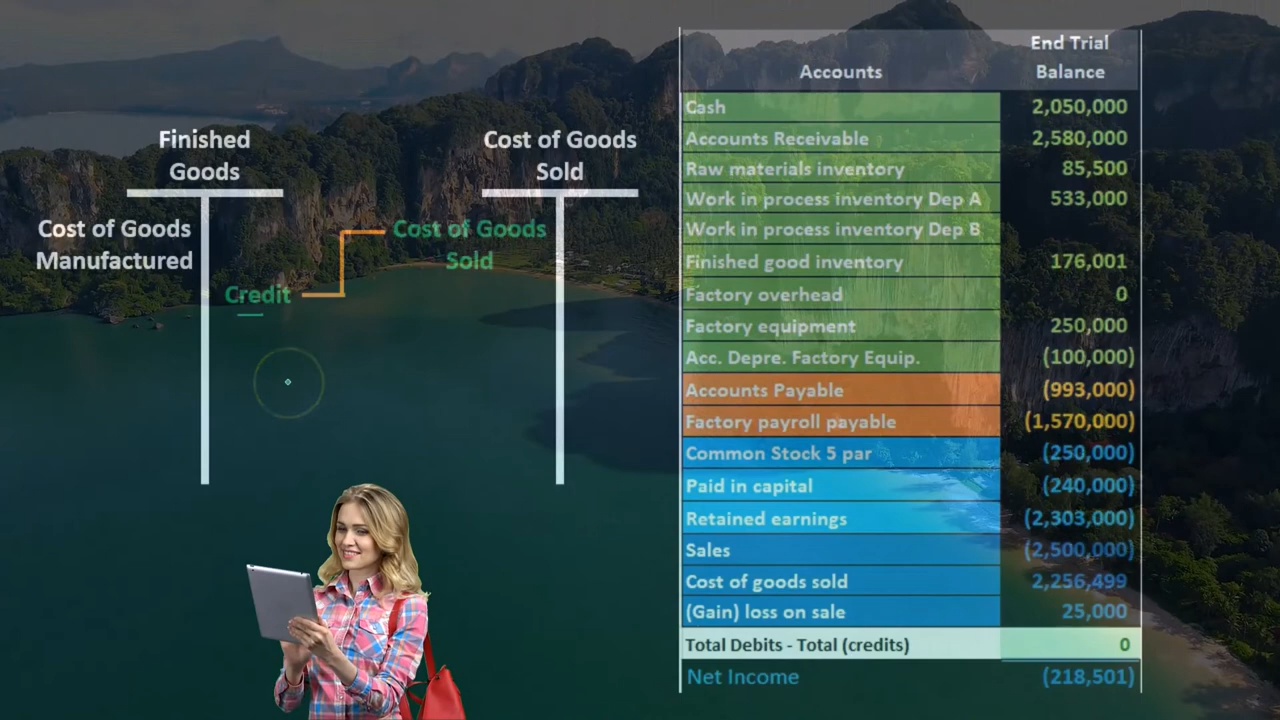 Finished
Goods
Cost of Goods
Sold
Cost of Goods
Manufactured
Cost of Goods
Sold
Credit
Accounts End Trial Balance
Cash 2,050,000
Accounts Receivable 2,580,000
Raw materials inventory 85,500
Work in process inventory Dep A 533,000
Work in process inventory Dep B
Finished good inventory 176,001
Factory overhead 0
Factory equipment 250,000
Acc. Depre. Factory Equip. (100,000)
Accounts Payable (993,000)
Factory payroll payable (1,570,000)
Common Stock 5 par (250,000)
Paid in capital (240,000)
Retained earnings (2,303,000)
Sales (2,500,000)
Cost of goods sold 2,256,499
(Gain) loss on sale 25,000
Total Debits - Total (credits) 0
Net Income (218,501)